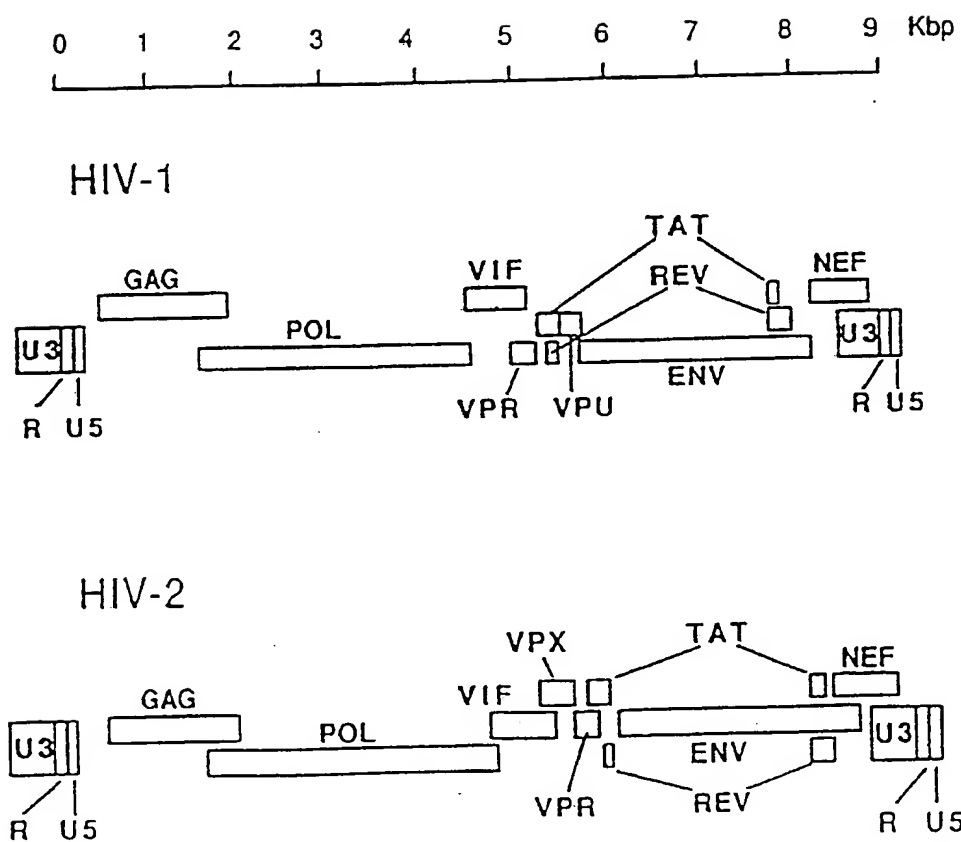 0 1 2 3 4 5 6 7 8 9 Kbp
HIV-1
TAT
GAG VIF REV NEF
U3 POL U3
VPR VPU ENV
R U5 R U5
HIV-2
VPX TAT NEF
GAG VIF
U3 POL ENV U3
VPR REV
R U5 R U5